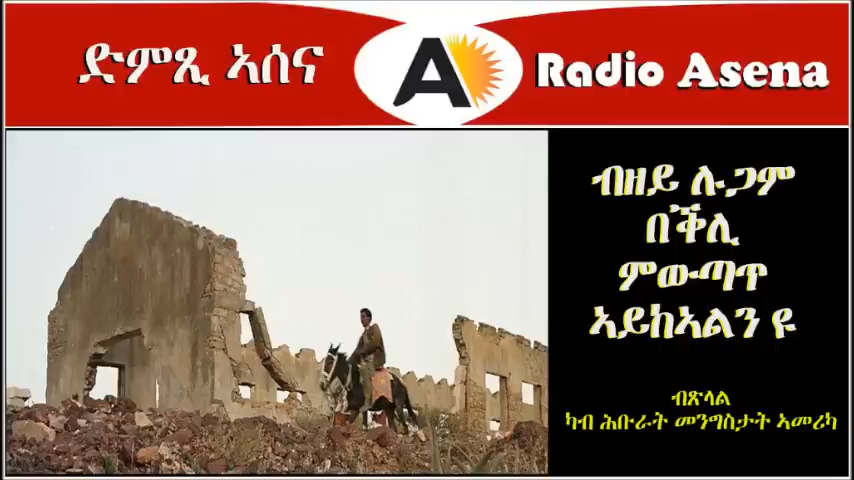 ድምጺ ኣሰና
Radio Asena
ብዘይ ሉጋም
በቕሊ
ምውጣጥ
ኣይከኣልን ዩ
ብጽላል
ካብ ሕቡራት መንግስታት ኣመሪካ